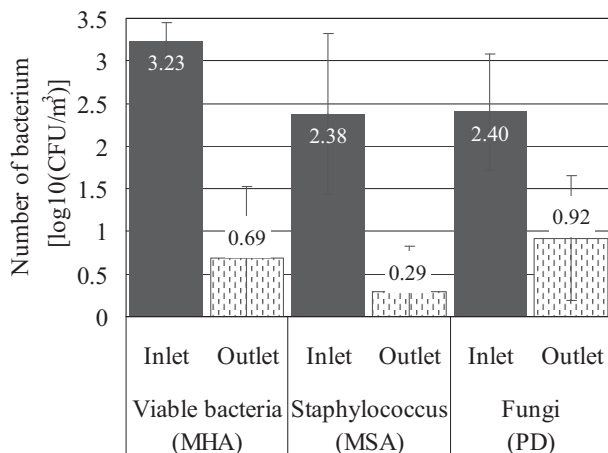 Number of bacterium
[log10(CFU/m³)]
3.5
3
2.5
2
1.5
1
0.5
0
3.23
0.69
2.38
0.29
2.40
0.92
Inlet Outlet Inlet Outlet Inlet Outlet
Viable bacteria Staphylococcus Fungi
(MHA) (MSA) (PD)